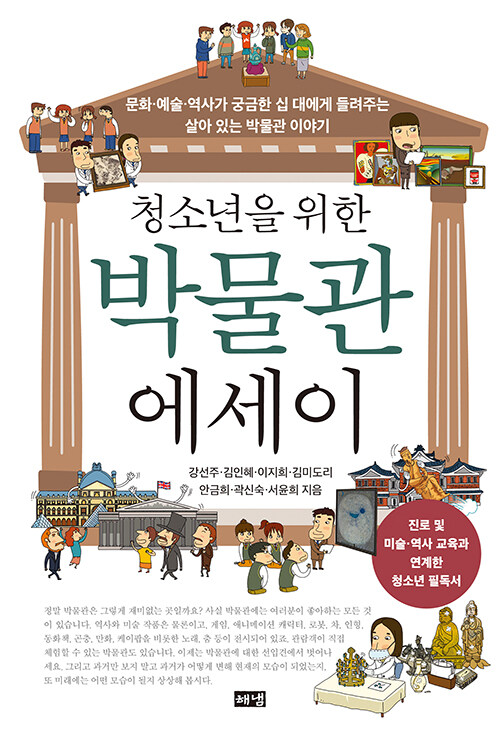 문화·예술·역사가 궁금한 십 대에게 들려주는
살아 있는 박물관 이야기
청소년을 위한
박물관
에세이
강선주·김인혜·이지희·김미도리
안금희·곽신숙·서윤희 지음
진로 및
미술·역사 교육과
연계한
청소년 필독서
정말 박물관은 그렇게 재미없는 곳일까요? 사실 박물관에는 여러분이 좋아하는 모든 것
이 있습니다. 역사와 미술 작품은 물론이고, 게임, 애니메이션 캐릭터, 로봇, 차, 인형,
동화책, 곤충, 만화, 케이팝을 비롯한 노래, 춤 등이 전시되어 있죠. 관람객이 직접
체험할 수 있는 박물관도 있습니다. 이제는 박물관에 대한 선입견에서 벗어나
세요. 그리고 과거만 보지 말고 과거가 어떻게 변해 현재의 모습이 되었는지,
또 미래에는 어떤 모습이 될지 상상해 봅시다.
해냄